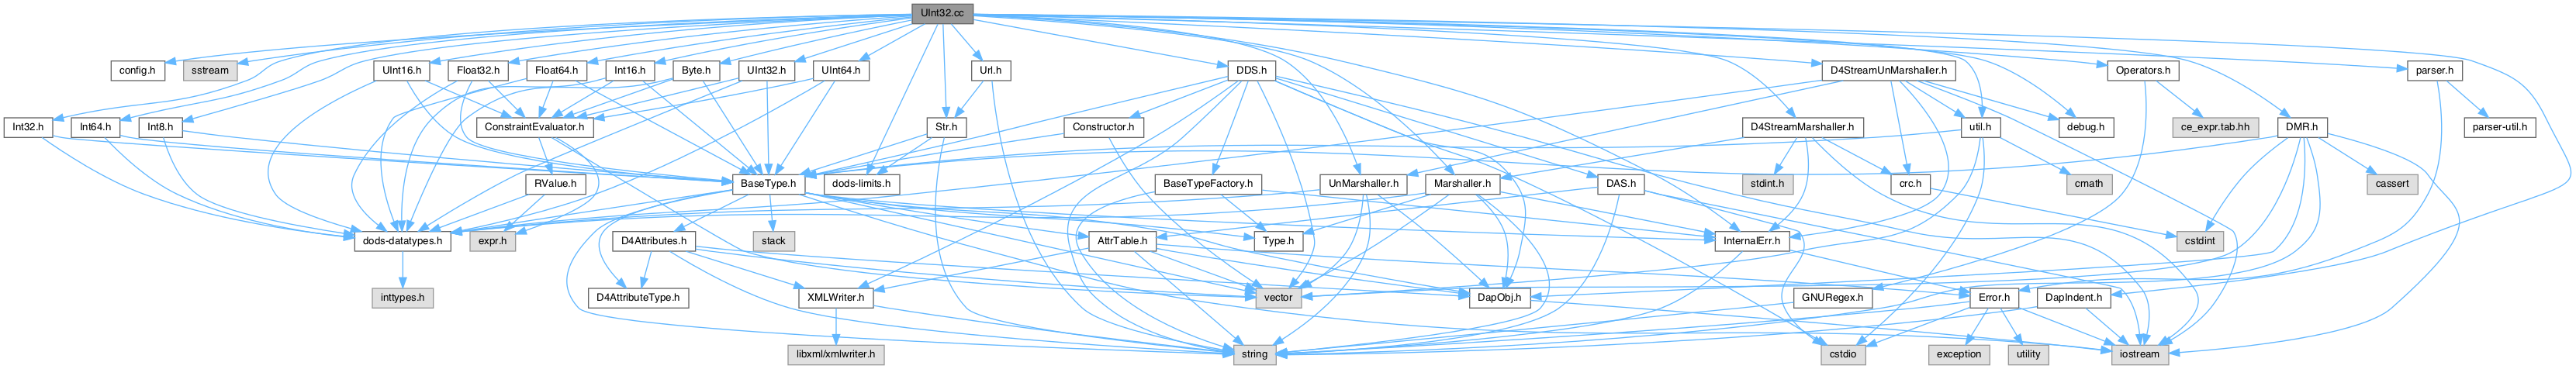 UInt32.cc
config.h
sstream
UInt16.h
Float32.h
Float64.h
Int16.h
Byte.h
UInt32.h
UInt64.h
Url.h
DDS.h
D4StreamUnMarshaller.h
Operators.h
parser.h
Int32.h
Int64.h
Int8.h
ConstraintEvaluator.h
Str.h
Constructor.h
D4StreamMarshaller.h
util.h
debug.h
ce_expr.tab.hh
DMR.h
parser-util.h
RValue.h
BaseType.h
dods-limits.h
BaseTypeFactory.h
UnMarshaller.h
Marshaller.h
DAS.h
stdint.h
crc.h
cmath
cassert
dods-datatypes.h
expr.h
D4Attributes.h
stack
AttrTable.h
Type.h
InternalErr.h
cstdint
inttypes.h
D4AttributeType.h
XMLWriter.h
vector
DapObj.h
GNURegex.h
Error.h
DapIndent.h
libxml/xmlwriter.h
string
cstdio
exception
utility
iostream